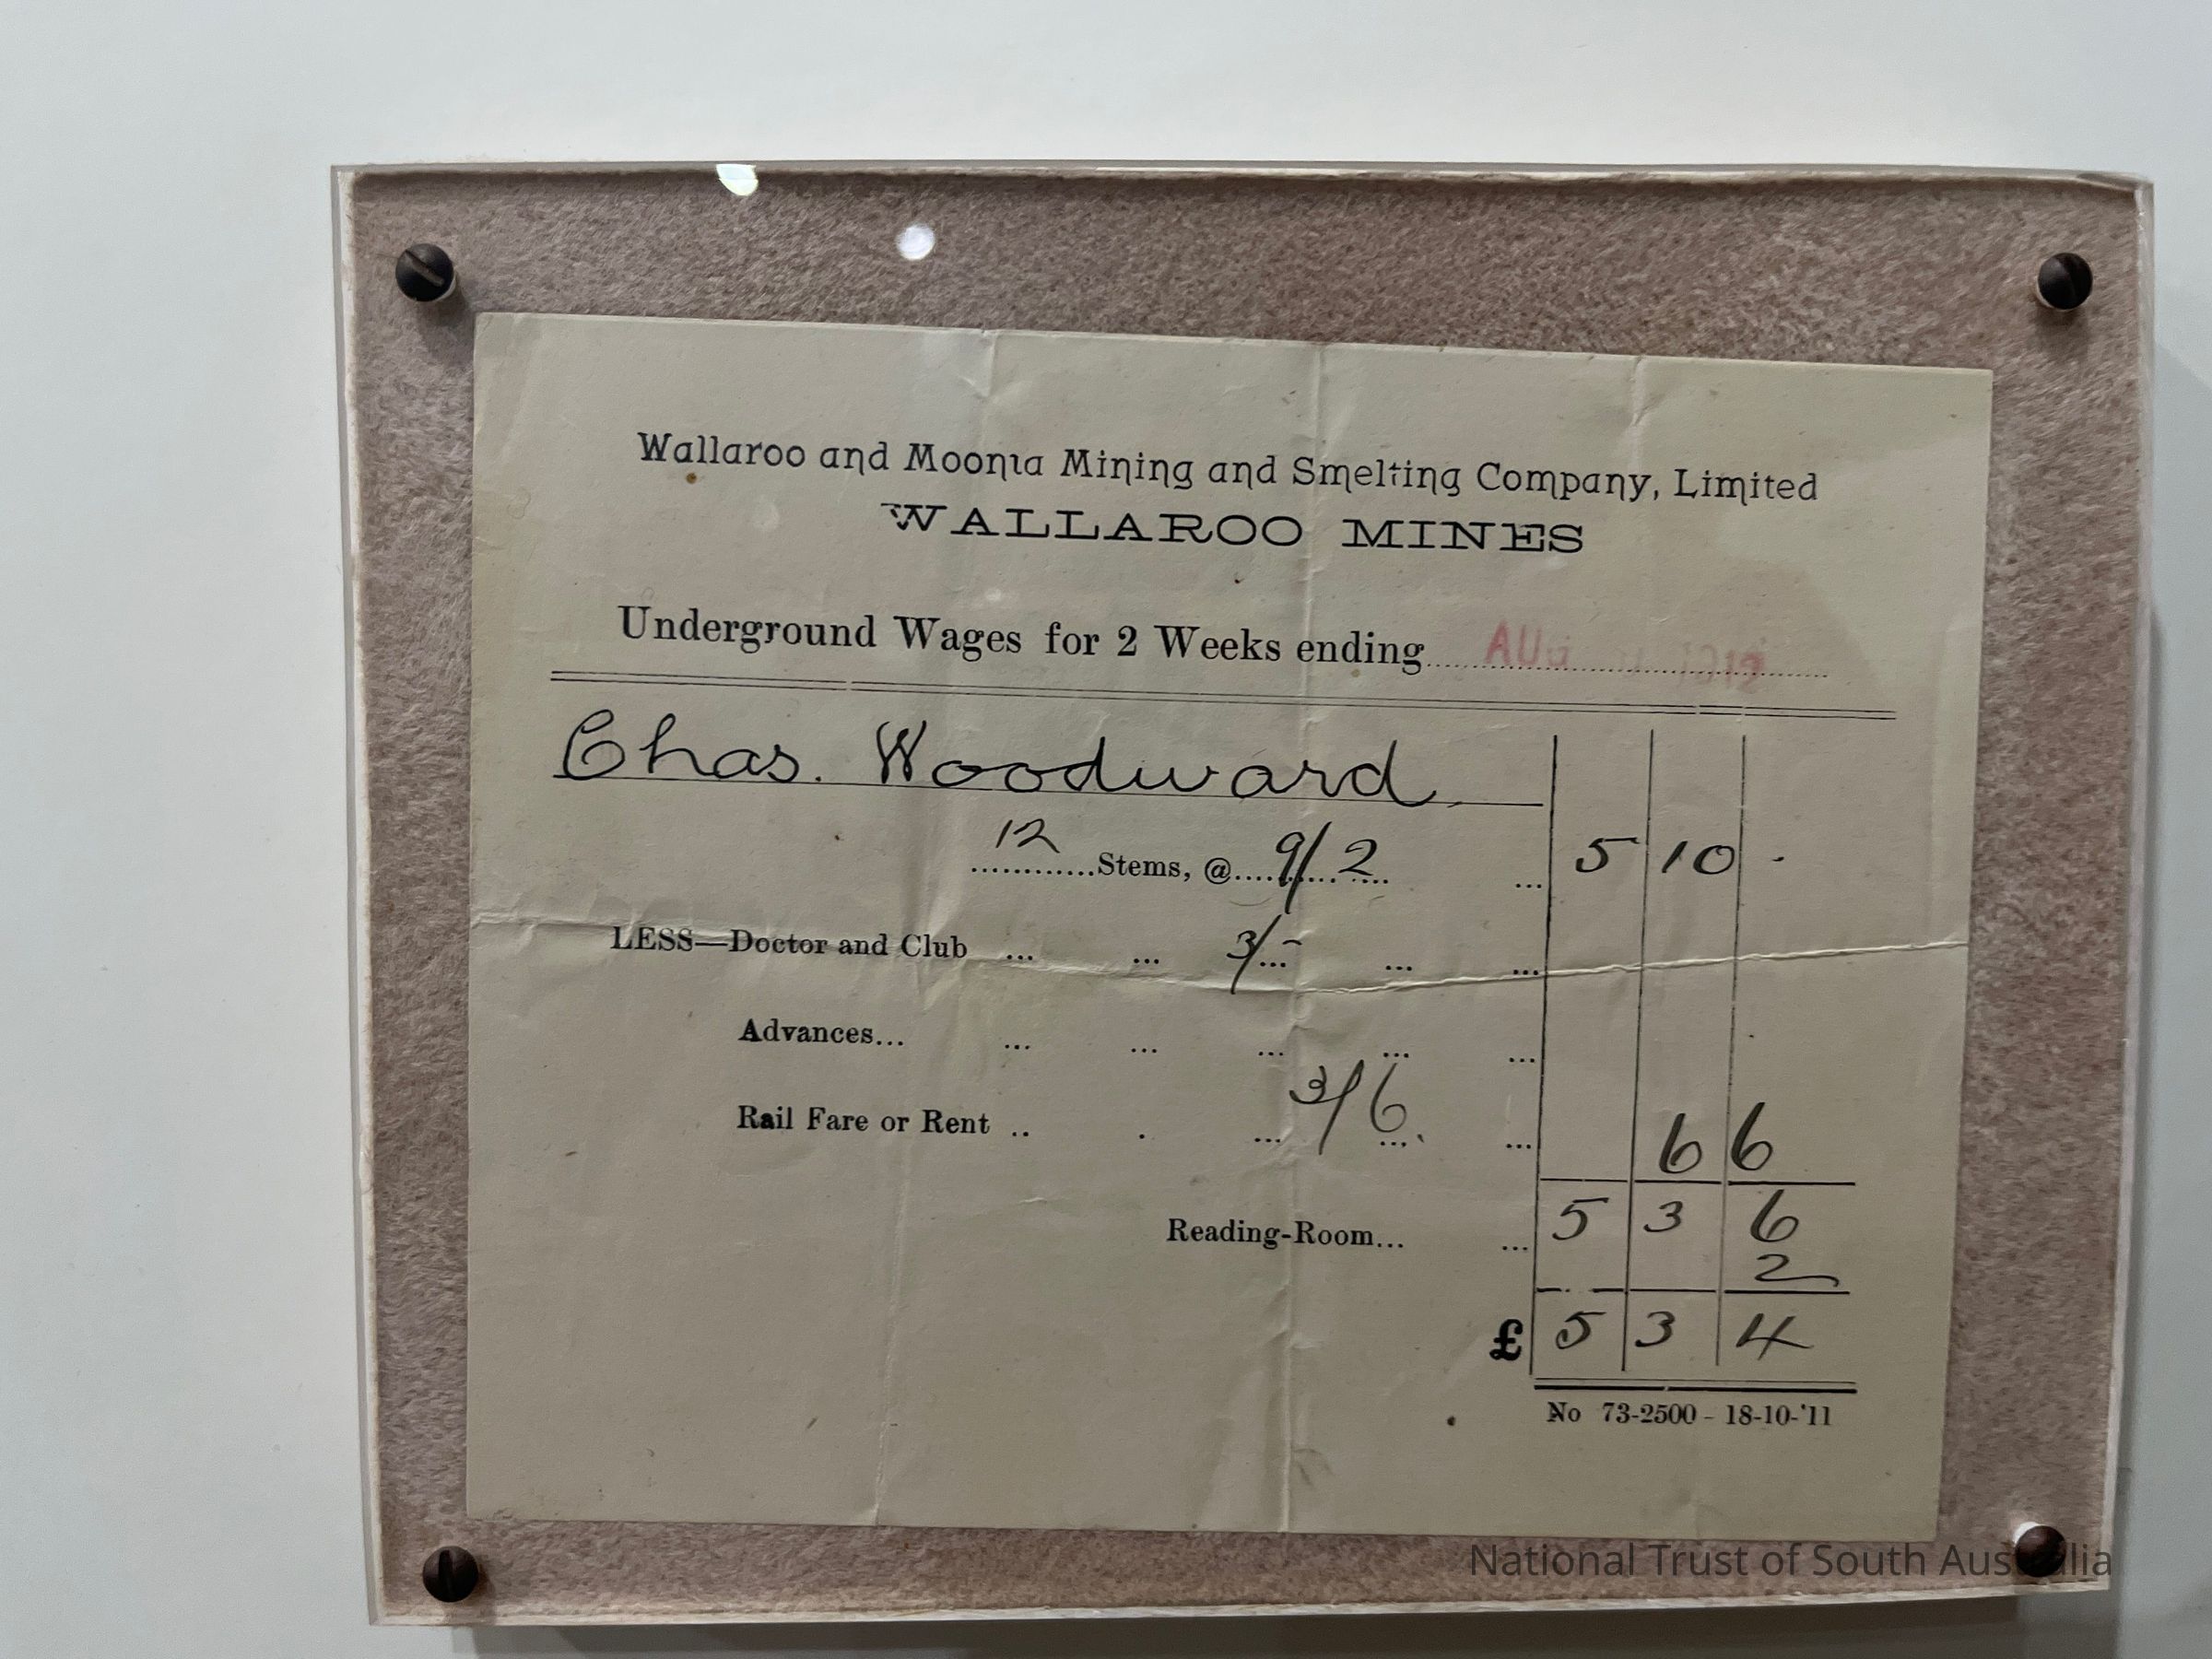 Wallaroo and Moonta Mining and Smelting Company, Limited
WALLAROO MINES
Underground Wages for 2 Weeks ending AUG
Chas. Woodward
12 Stems, @ 9/2 ... 5 10 -
LESS—Doctor and Club ... ... 3/- ... ...
Advances... ... ... ... ... ...
Rail Fare or Rent .. . ... 3/6 ... 6 6
5 3 6
Reading-Room... ... 2
£ 5 3 4
No 73-2500 - 18-10-'11
National Trust of South Australia